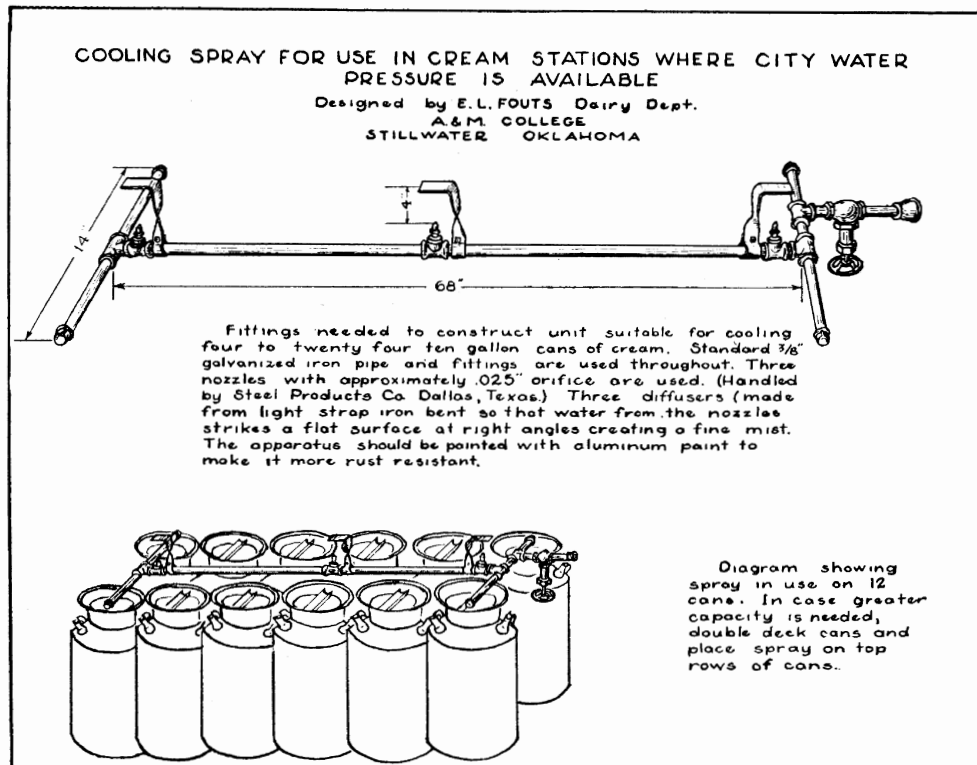 COOLING SPRAY FOR USE IN CREAM STATIONS WHERE CITY WATER
PRESSURE IS AVAILABLE
Designed by E.L. FOUTS Dairy Dept.
A.&M. COLLEGE
STILLWATER OKLAHOMA
14"
4"
68"
Fittings needed to construct unit suitable for cooling
four to twenty four ten gallon cans of cream. Standard 3/8"
galvanized iron pipe and fittings are used throughout. Three
nozzles with approximately .025" orifice are used. (Handled
by Steel Products Co. Dallas, Texas.) Three diffusers (made
from light strap iron bent so that water from the nozzles
strikes a flat surface at right angles creating a fine mist.
The apparatus should be painted with aluminum paint to
make it more rust resistant.
Diagram showing
spray in use on 12
cans. In case greater
capacity is needed,
double deck cans and
place spray on top
rows of cans.